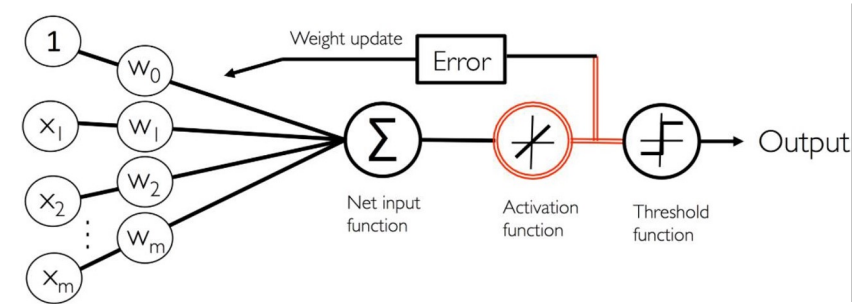 1
w0
Weight update
Error
x1
w1
Σ
Output
x2
w2
Net input
function
Activation
function
Threshold
function
wm
xm